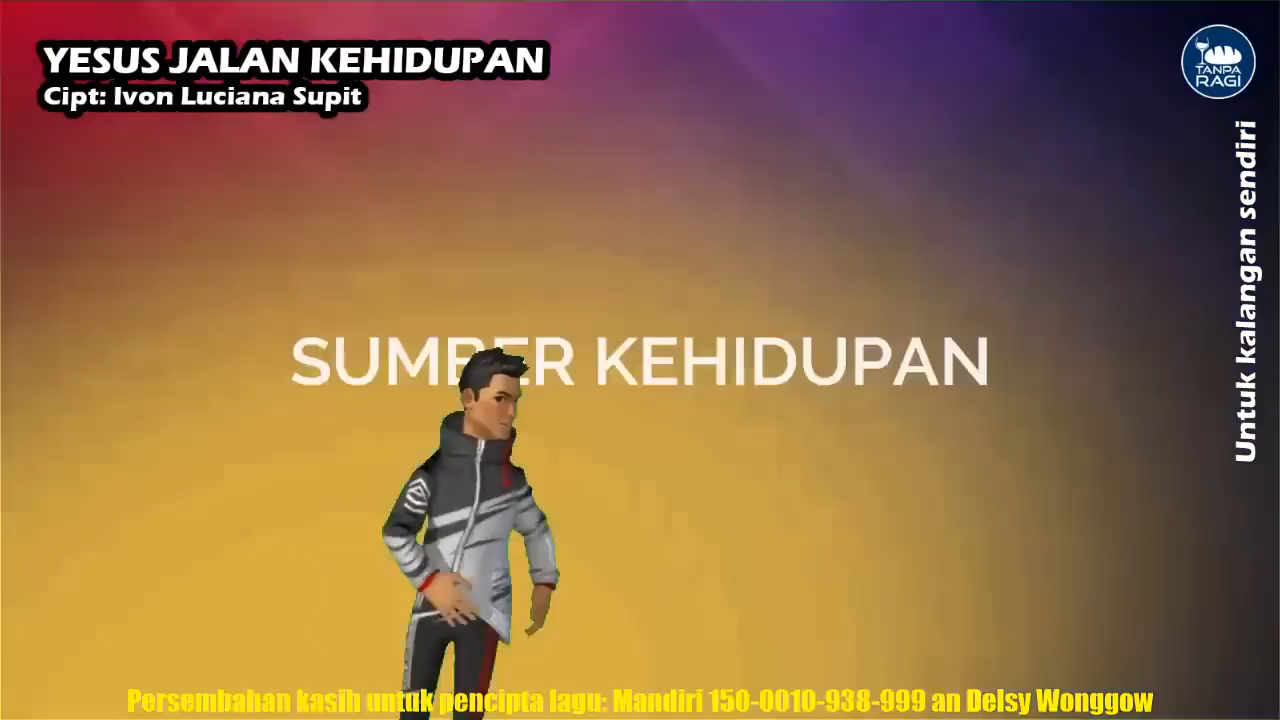 YESUS JALAN KEHIDUPAN
Cipt: Ivon Luciana Supit
TANPA
RAGI
Untuk kalangan sendiri
SUMBER KEHIDUPAN
Persembahan kasih untuk pencipta lagu: Mandiri 150-0010-938-999 an Delsy Wonggow